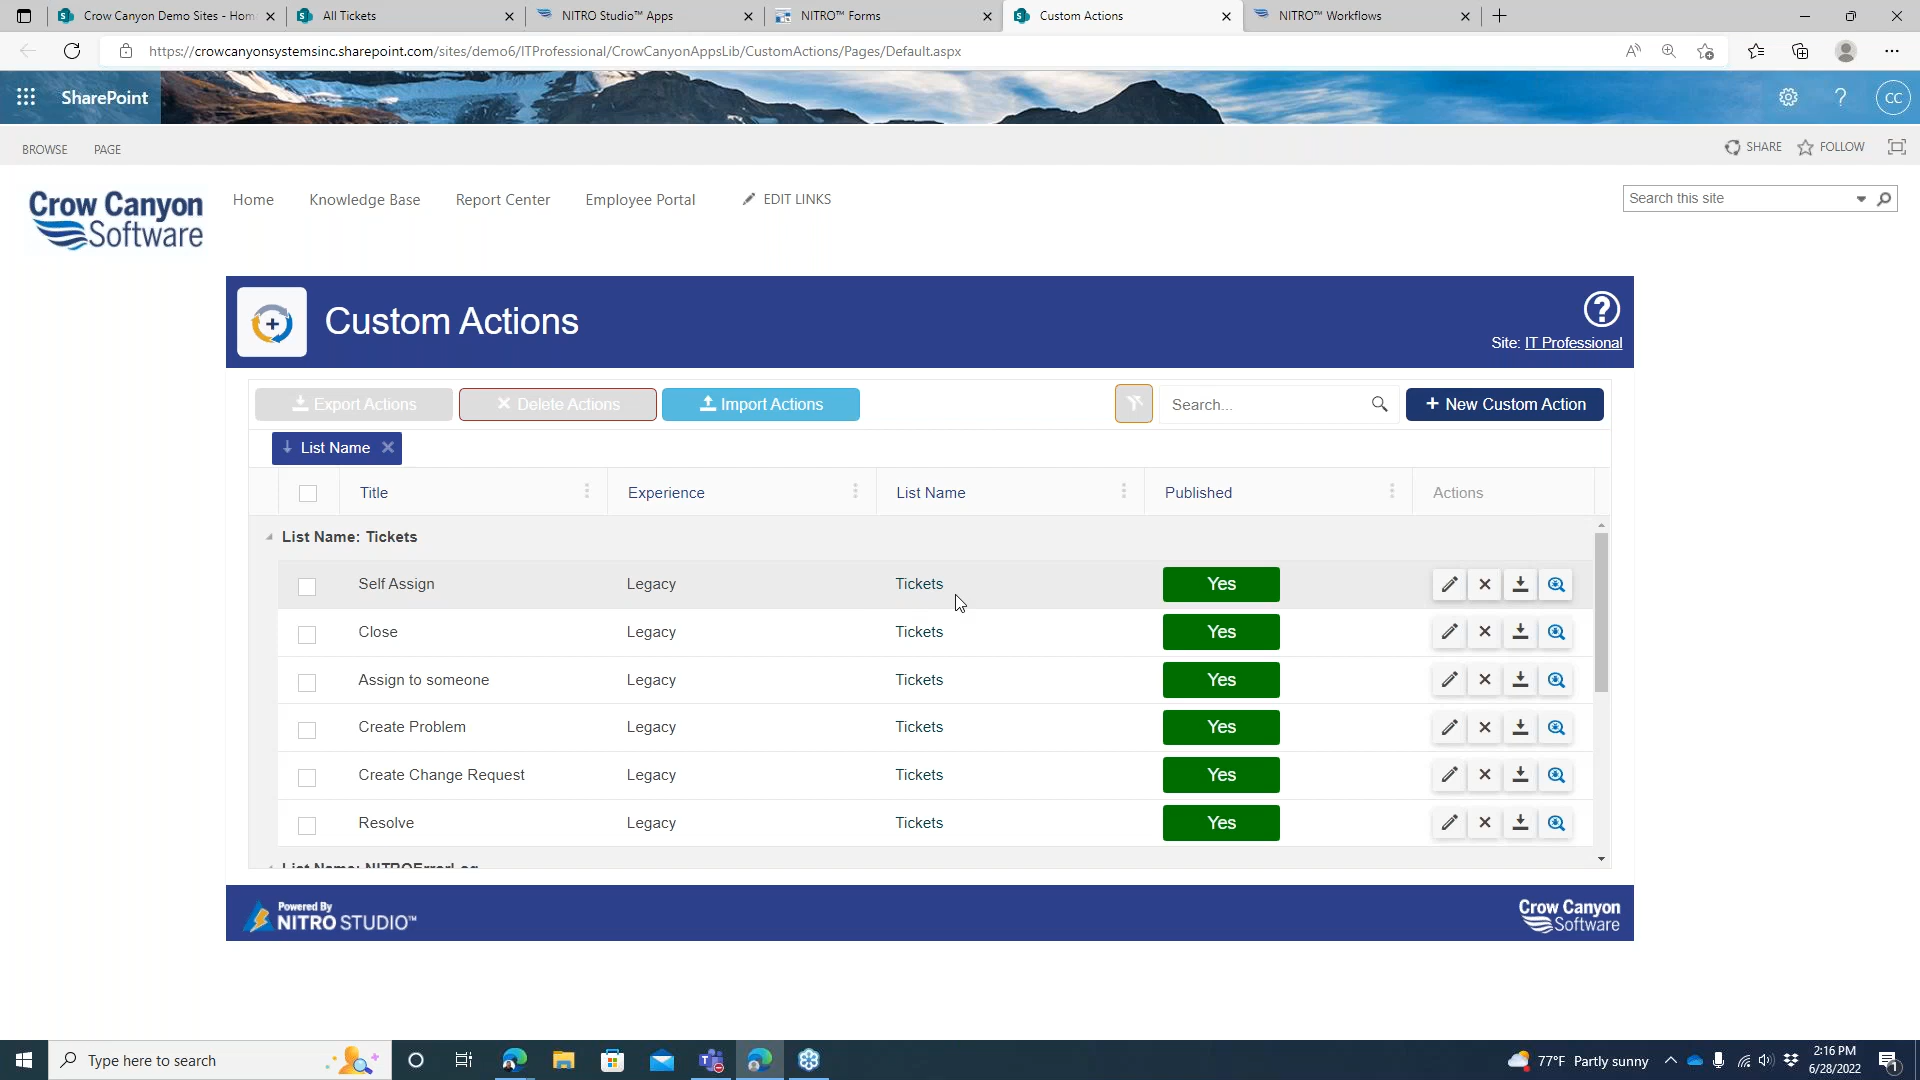 Crow Canyon Demo Sites - Hom
All Tickets
NITRO Studio™ Apps
NITRO™ Forms
Custom Actions
NITRO™ Workflows
https://crowcanyonsystemsinc.sharepoint.com/sites/demo6/ITProfessional/CrowCanyonAppsLib/CustomActions/Pages/Default.aspx
SharePoint
CC
BROWSE PAGE
SHARE FOLLOW
Crow Canyon
Software
Home Knowledge Base Report Center Employee Portal EDIT LINKS
Search this site
Custom Actions
Site: IT Professional
Export Actions Delete Actions Import Actions Search... + New Custom Action
List Name
Title Experience List Name Published Actions
List Name: Tickets
Self Assign Legacy Tickets Yes
Close Legacy Tickets Yes
Assign to someone Legacy Tickets Yes
Create Problem Legacy Tickets Yes
Create Change Request Legacy Tickets Yes
Resolve Legacy Tickets Yes
List Name: NITROErrorLog
Powered By
NITRO STUDIO™
Crow Canyon
Software
Type here to search
77°F Partly sunny
2:16 PM
6/28/2022
1